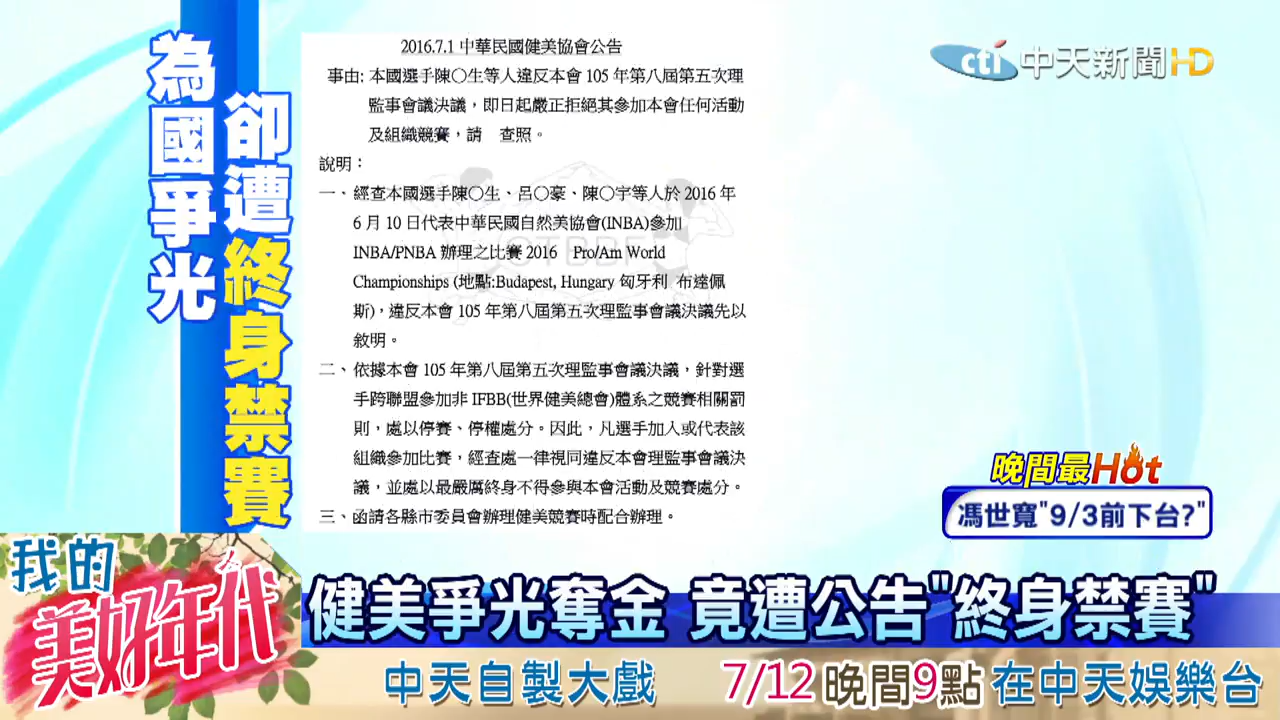 為國爭光
卻遭終身禁賽
2016.7.1 中華民國健美協會公告
事由: 本國選手陳〇生等人違反本會 105 年第八屆第五次理
監事會議決議，即日起嚴正拒絕其參加本會任何活動
及組織競賽，請　查照。
說明：
一、經查本國選手陳〇生、呂〇豪、陳〇宇等人於 2016 年
6 月 10 日代表中華民國自然美協會(INBA)參加
INBA/PNBA 辦理之比賽 2016　Pro/Am World
Championships (地點:Budapest, Hungary 匈牙利 布達佩
斯)，違反本會 105 年第八屆第五次理監事會議決議先以
敘明。
二、依據本會 105 年第八屆第五次理監事會議決議，針對選
手跨聯盟參加非 IFBB(世界健美總會)體系之競賽相關罰
則，處以停賽、停權處分。因此，凡選手加入或代表該
組織參加比賽，經查處一律視同違反本會理監事會議決
議，並處以最嚴厲終身不得參與本會活動及競賽處分。
三、函請各縣市委員會辦理健美競賽時配合辦理。
CTBBF
cti 中天新聞HD
晚間最Hot
馮世寬"9/3前下台?"
健美爭光奪金 竟遭公告"終身禁賽"
我的
美好年代
中天自製大戲 7/12晚間9點在中天娛樂台